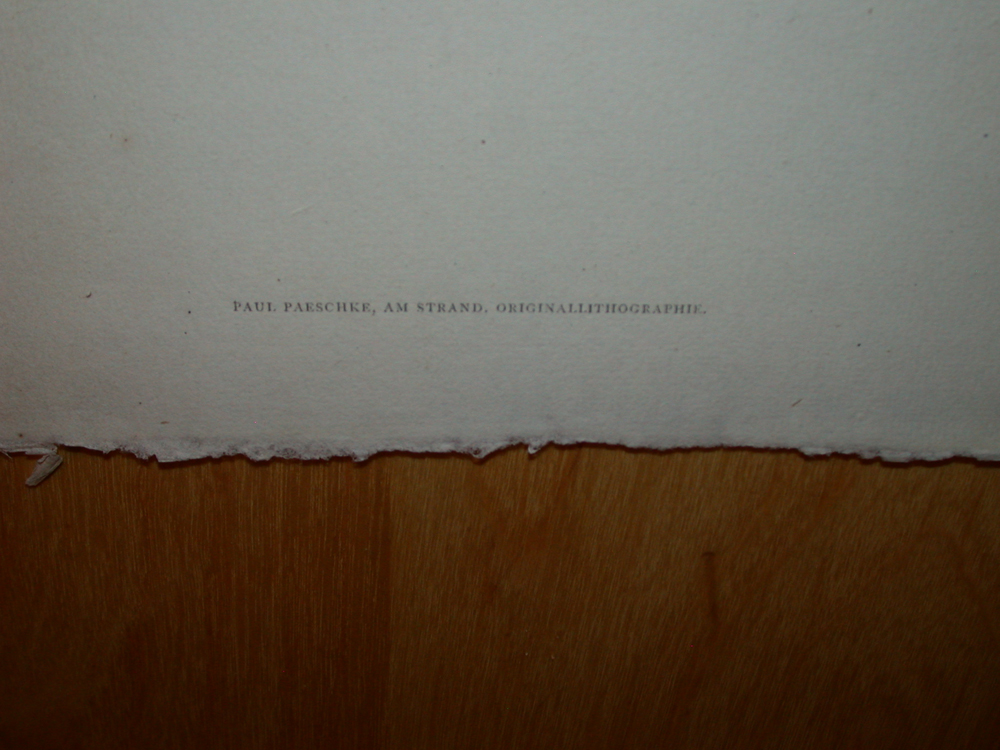 PAUL PAESCHKE, AM STRAND. ORIGINALLITHOGRAPHIE.